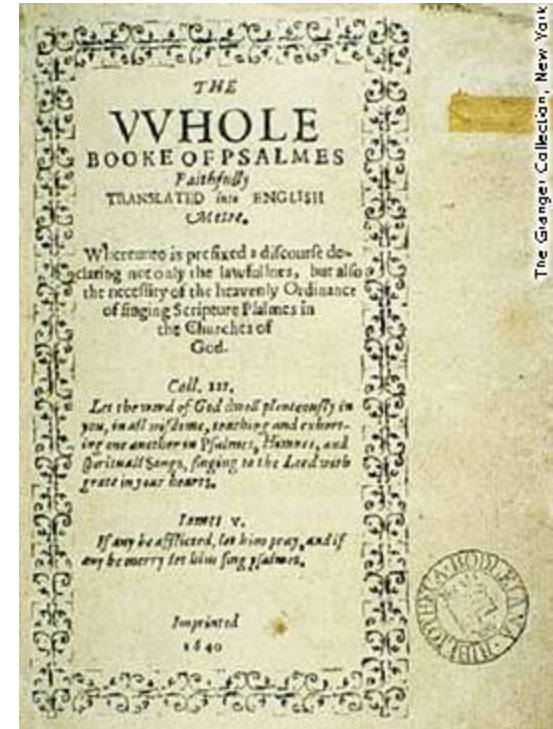 THE
VVHOLE
BOOKE OF PSALMES
Faithfully
TRANSLATED into ENGLISH
Metre.
Whereunto is prefixed a discourse de-
claring not only the lawfullnes, but also
the necessity of the heavenly Ordinance
of singing Scripture Psalmes in
the Churches of
God.
Coll. III.
Let the word of God dwell plenteously in
you, in all wisdome, teaching and exhort-
ing one another in Psalmes, Himnes, and
spirituall Songs, singing to the Lord with
grace in your hearts.
Iames v.
If any be afflicted, let him pray, and if
any be merry let him sing psalmes.
Imprinted
1640
BIBLIOTHECA BODLEIANA
The Granger Collection, New York